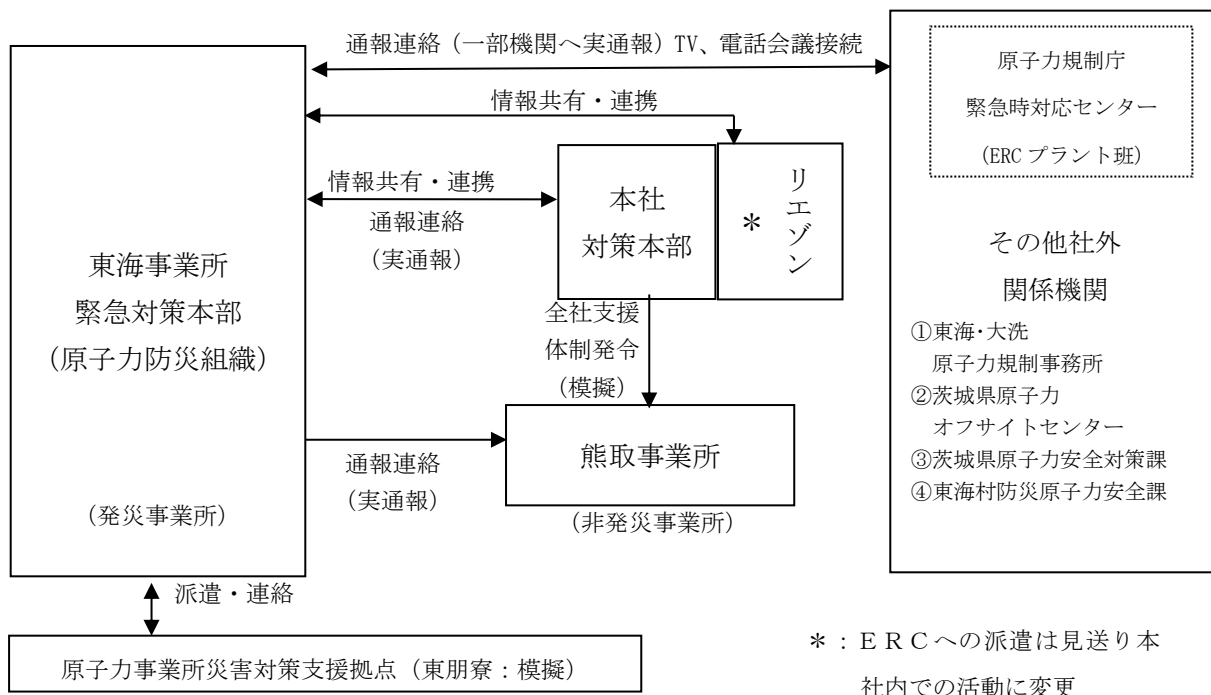 通報連絡（一部機関へ実通報）TV、電話会議接続
情報共有・連携
情報共有・連携
通報連絡
（実通報）
東海事業所
緊急対策本部
（原子力防災組織）
（発災事業所）
本社
対策本部
リエゾン
＊
全社支援
体制発令
（模擬）
通報連絡
（実通報）
熊取事業所
（非発災事業所）
派遣・連絡
原子力事業所災害対策支援拠点（東朋寮：模擬）
原子力規制庁
緊急時対応センター
(ERC プラント班)
その他社外
関係機関
①東海・大洗
原子力規制事務所
②茨城県原子力
オフサイトセンター
③茨城県原子力安全対策課
④東海村防災原子力安全課
＊：ＥＲＣへの派遣は見送り本
社内での活動に変更